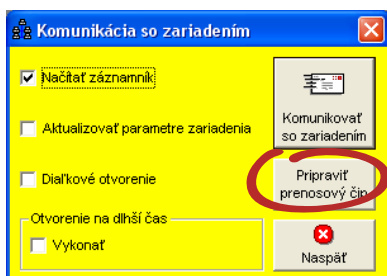 Komunikácia so zariadením
Načítať záznamník
Aktualizovať parametre zariadenia
Diaľkové otvorenie
Otvorenie na dlhší čas
Vykonať
Komunikovať
so zariadením
Pripraviť
prenosový čip
Naspäť